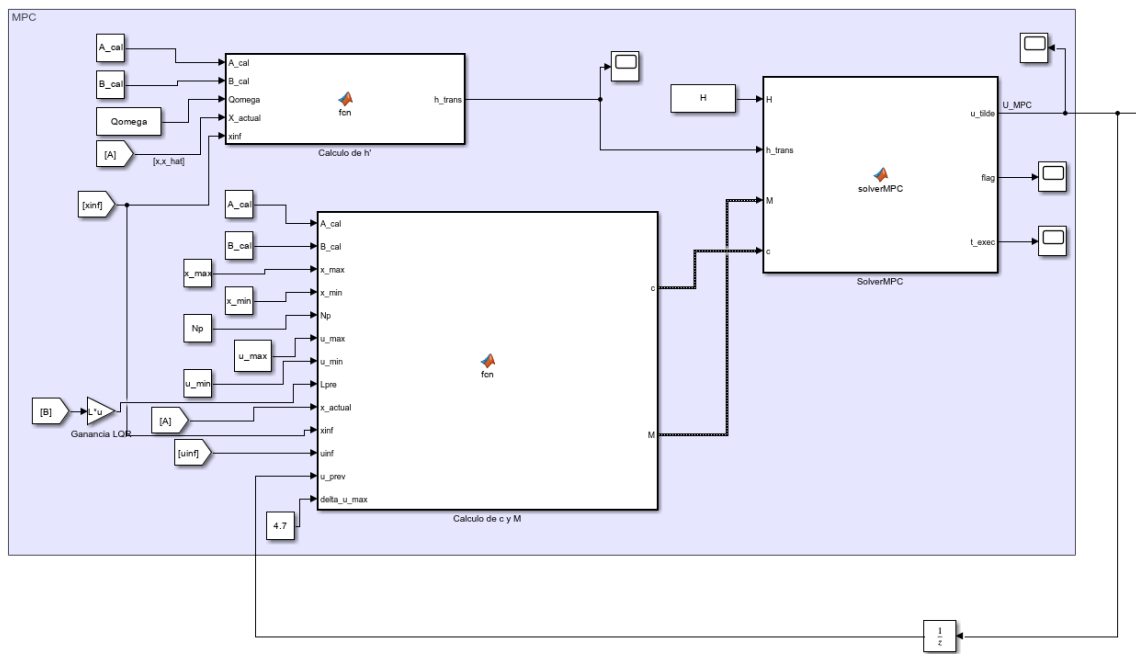 MPC
A_cal
B_cal
Qomega
[A]
[x,x_hat]
[xinf]
A_cal
B_cal
Qomega
X_actual
xinf
fcn
h_trans
Calculo de h'
H
H
h_trans
M
c
solverMPC
u_tilde
flag
t_exec
U_MPC
SolverMPC
A_cal
B_cal
x_max
x_min
Np
u_max
u_min
[B]
L*u
Ganancia LQR
[A]
[uinf]
4.7
A_cal
B_cal
x_max
x_min
Np
u_max
u_min
Lpre
x_actual
xinf
uinf
u_prev
delta_u_max
fcn
c
M
Calculo de c y M
1
z